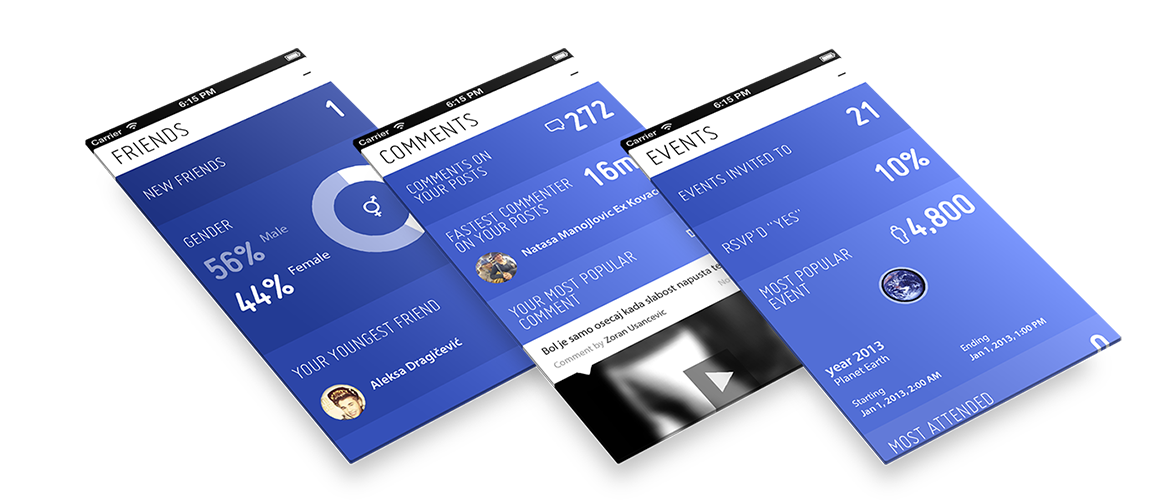 Carrier 6:15 PM
FRIENDS
NEW FRIENDS 1
GENDER
56% Male
44% Female
YOUR YOUNGEST FRIEND
Aleksa Dragičević
Carrier 6:15 PM
COMMENTS
COMMENTS ON
YOUR POSTS
272
FASTEST COMMENTER
ON YOUR POSTS
16m
Natasa Manojlovic Ex.Kovac
YOUR MOST POPULAR
COMMENT
Bol je samo osecaj kada slabost napusta te
Comment by Zoran Usancevic
No
Carrier 6:15 PM
EVENTS
EVENTS INVITED TO 21
RSVP'D "YES" 10%
MOST POPULAR
EVENT
4,800
year 2013
Planet Earth
Starting
Jan 1, 2013, 2:00 AM
Ending
Jan 1, 2013, 1:00 PM
MOST ATTENDED